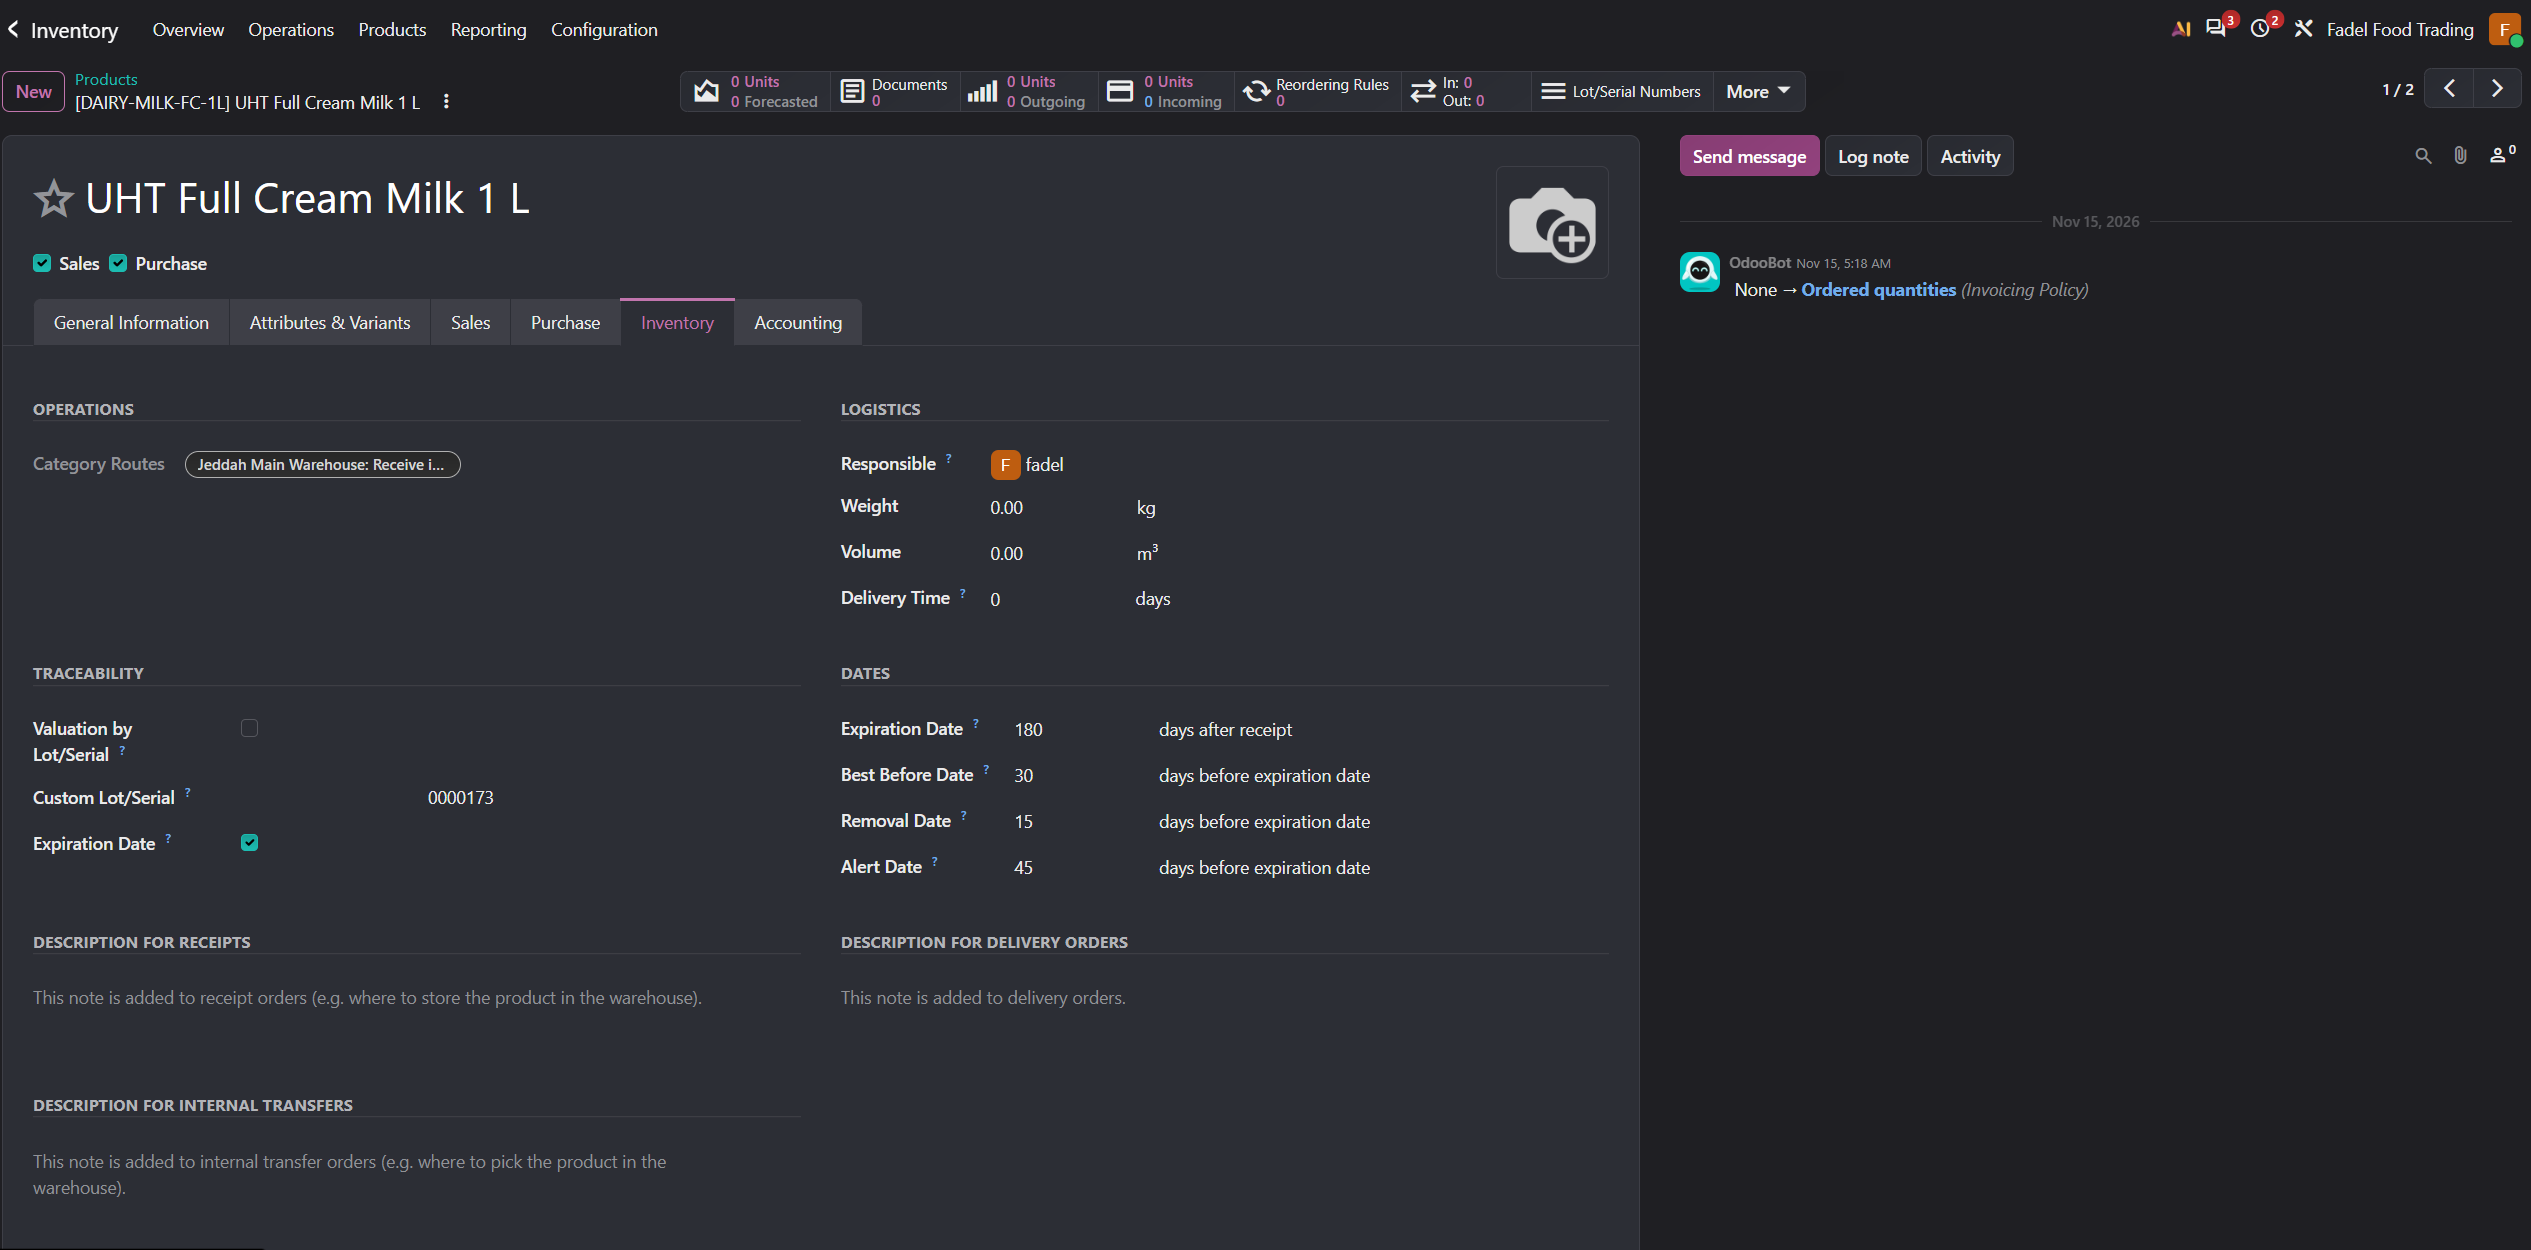 Inventory Overview Operations Products Reporting Configuration
AI 3 2 Fadel Food Trading F
New Products
[DAIRY-MILK-FC-1L] UHT Full Cream Milk 1 L
0 Units
0 Forecasted
Documents
0
0 Units
0 Outgoing
0 Units
0 Incoming
Reordering Rules
0
In: 0
Out: 0
Lot/Serial Numbers
More
1 / 2
UHT Full Cream Milk 1 L
Sales Purchase
General Information Attributes & Variants Sales Purchase Inventory Accounting
OPERATIONS
Category Routes Jeddah Main Warehouse: Receive i...
LOGISTICS
Responsible ? F fadel
Weight 0.00 kg
Volume 0.00 m³
Delivery Time ? 0 days
TRACEABILITY
Valuation by
Lot/Serial ?
Custom Lot/Serial ? 0000173
Expiration Date ?
DATES
Expiration Date ? 180 days after receipt
Best Before Date ? 30 days before expiration date
Removal Date ? 15 days before expiration date
Alert Date ? 45 days before expiration date
DESCRIPTION FOR RECEIPTS
This note is added to receipt orders (e.g. where to store the product in the warehouse).
DESCRIPTION FOR DELIVERY ORDERS
This note is added to delivery orders.
DESCRIPTION FOR INTERNAL TRANSFERS
This note is added to internal transfer orders (e.g. where to pick the product in the
warehouse).
Send message Log note Activity 0
Nov 15, 2026
OdooBot Nov 15, 5:18 AM
None → Ordered quantities (Invoicing Policy)